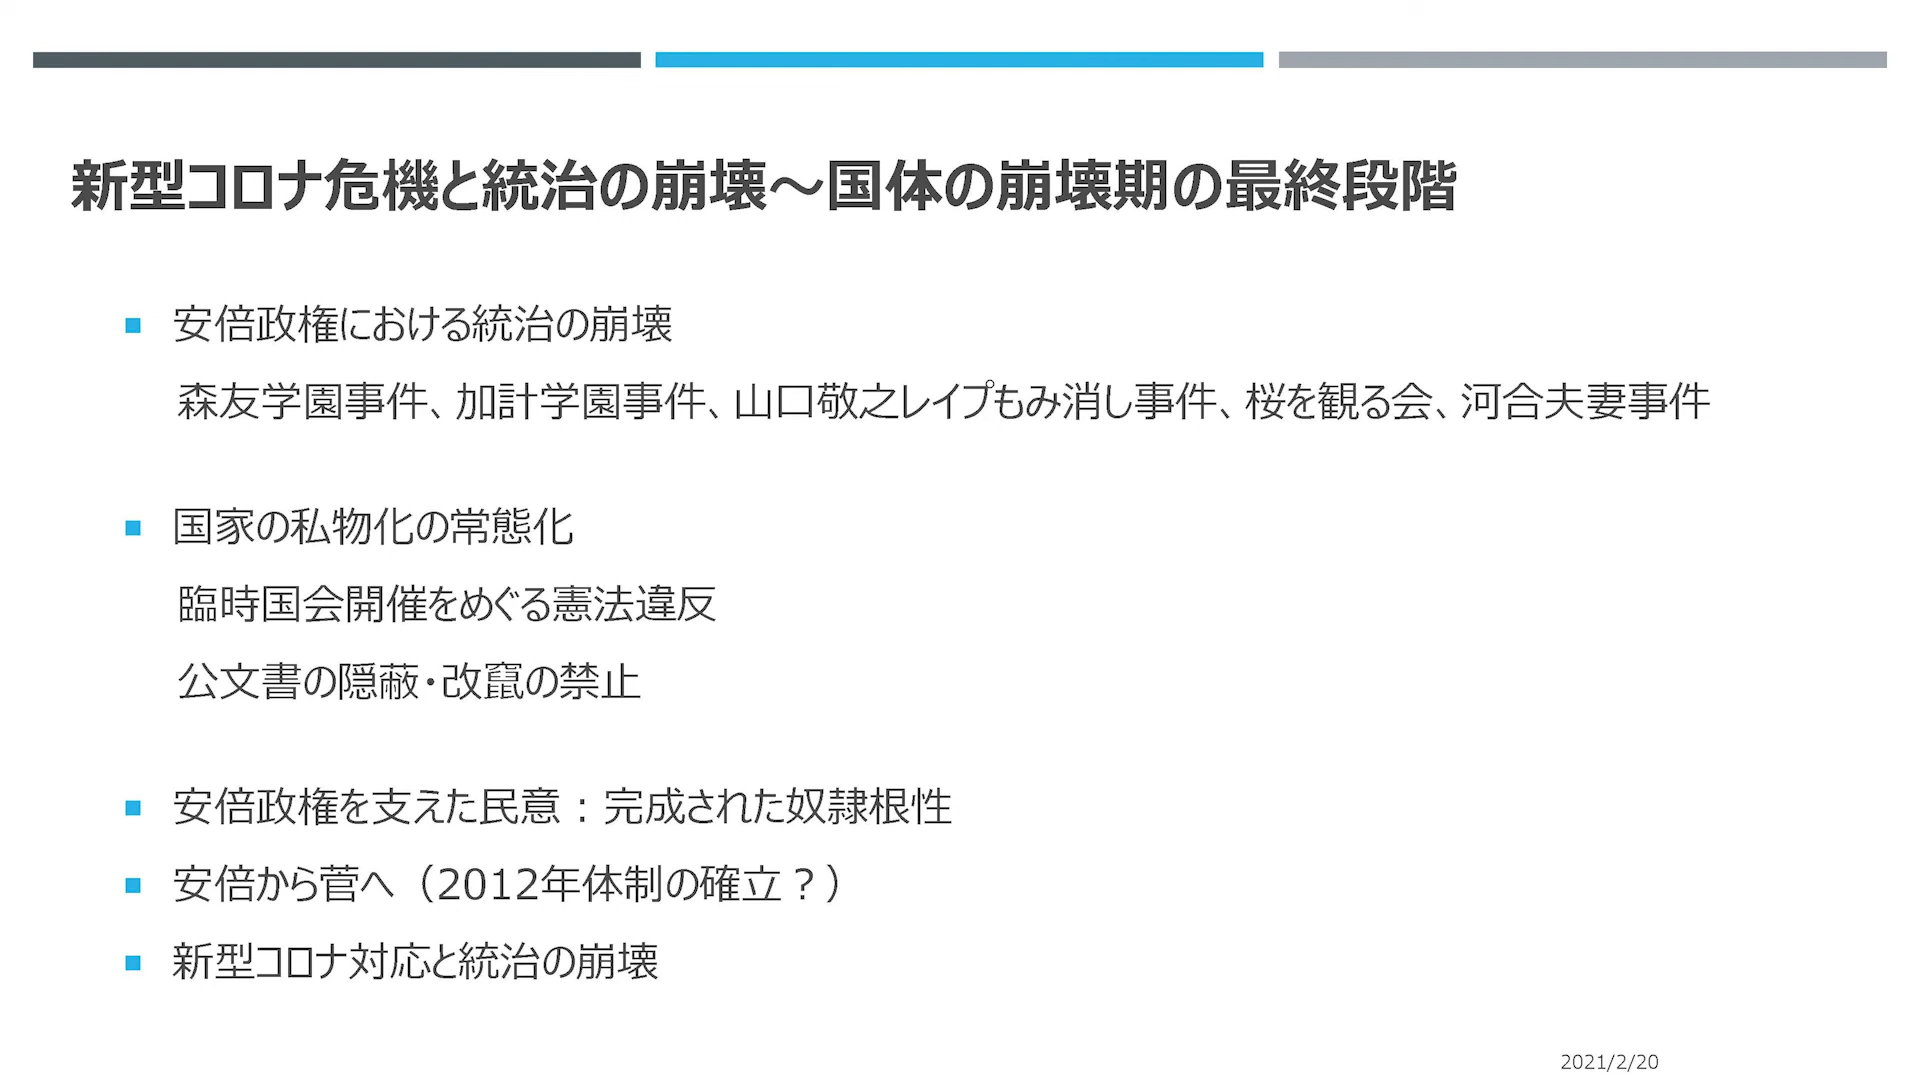 新型コロナ危機と統治の崩壊～国体の崩壊期の最終段階
安倍政権における統治の崩壊
森友学園事件、加計学園事件、山口敬之レイプもみ消し事件、桜を観る会、河合夫妻事件
国家の私物化の常態化
臨時国会開催をめぐる憲法違反
公文書の隠蔽・改竄の禁止
安倍政権を支えた民意：完成された奴隷根性
安倍から菅へ（2012年体制の確立？）
新型コロナ対応と統治の崩壊
2021/2/20